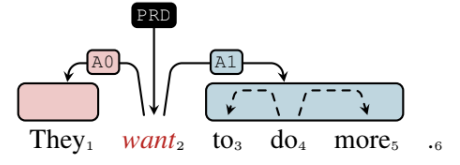 PRD
A0 A1
They₁ want₂ to₃ do₄ more₅ .₆